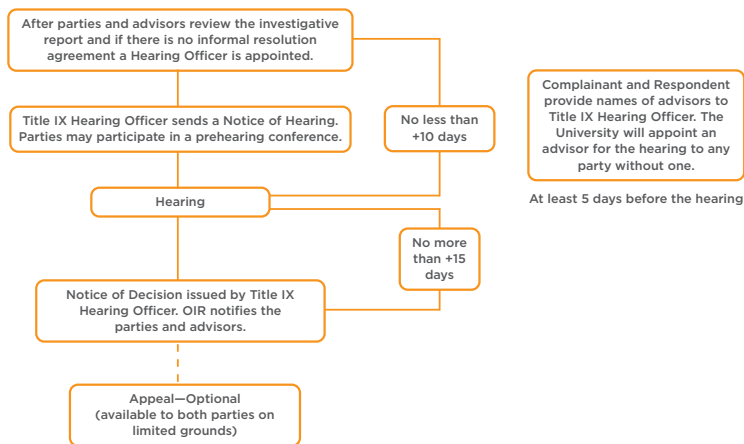 After parties and advisors review the investigative
report and if there is no informal resolution
agreement a Hearing Officer is appointed.
Title IX Hearing Officer sends a Notice of Hearing.
Parties may participate in a prehearing conference.
No less than
+10 days
Complainant and Respondent
provide names of advisors to
Title IX Hearing Officer. The
University will appoint an
advisor for the hearing to any
party without one.
At least 5 days before the hearing
Hearing
No more
than +15
days
Notice of Decision issued by Title IX
Hearing Officer. OIR notifies the
parties and advisors.
Appeal—Optional
(available to both parties on
limited grounds)